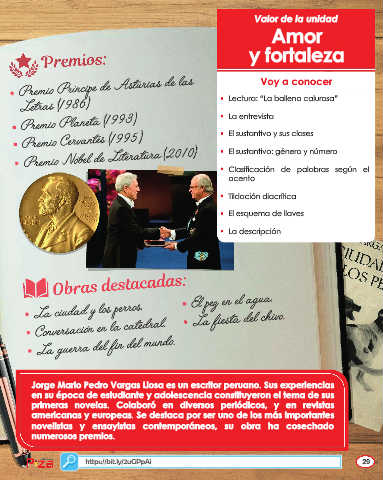 Premios:
• Premio Príncipe de Asturias de las
Letras (1986)
• Premio Planeta (1993)
• Premio Cervantes (1995)
• Premio Nobel de Literatura (2010)
Valor de la unidad
Amor
y fortaleza
Voy a conocer
• Lectura: “La ballena calurosa”
• La entrevista
• El sustantivo y sus clases
• El sustantivo: género y número
• Clasificación de palabras según el
acento
• Tildación diacrítica
• El esquema de llaves
• La descripción
Obras destacadas:
• La ciudad y los perros.
• Conversación en la catedral.
• La guerra del fin del mundo.
• El pez en el agua.
• La fiesta del chivo.
Jorge Mario Pedro Vargas Llosa es un escritor peruano. Sus experiencias
en su época de estudiante y adolescencia constituyeron el tema de sus
primeras novelas. Colaboró en diversos periódicos, y en revistas
americanas y europeas. Se destaca por ser uno de los más importantes
novelistas y ensayistas contemporáneos, su obra ha cosechado
numerosos premios.
https://bit.ly/2uGPpAi
29